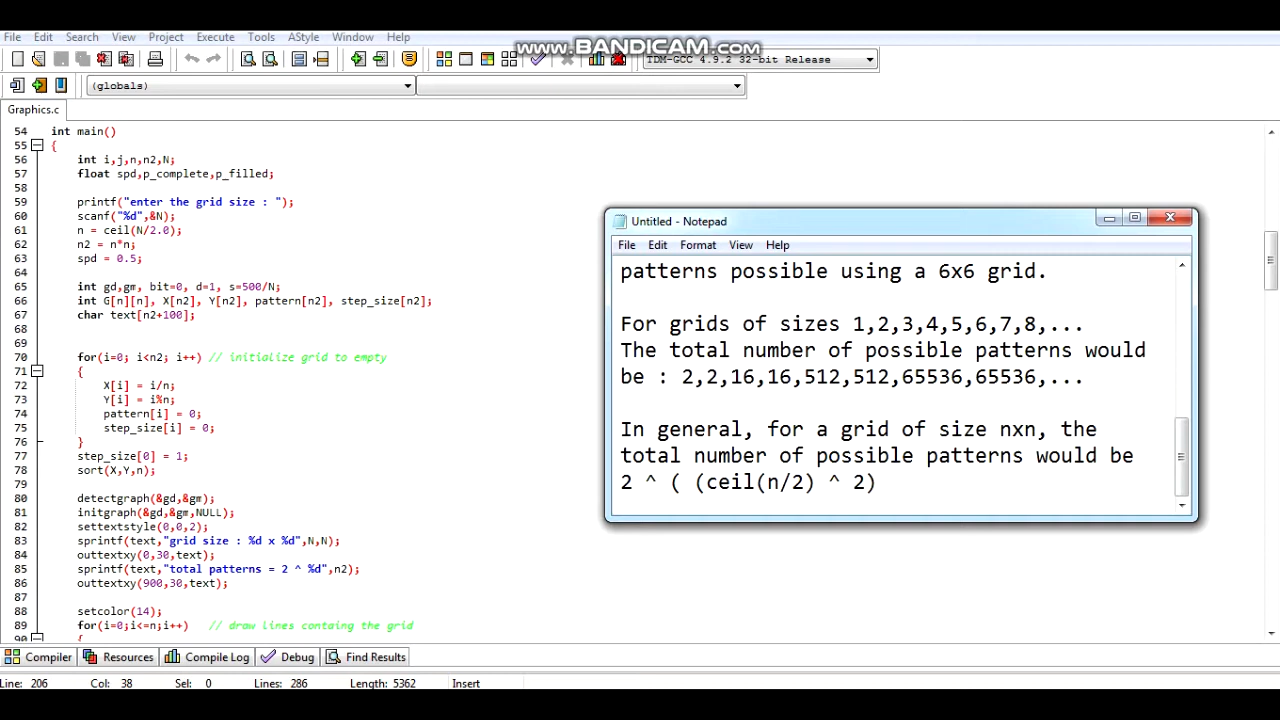 www.BANDICAM.com
File Edit Search View Project Execute Tools AStyle Window Help
TDM-GCC 4.9.2 32-bit Release
(globals)
Graphics.c
54 int main()
55 {
56 int i,j,n,n2,N;
57 float spd,p_complete,p_filled;
58
59 printf("enter the grid size : ");
60 scanf("%d",&N);
61 n = ceil(N/2.0);
62 n2 = n*n;
63 spd = 0.5;
64
65 int gd,gm, bit=0, d=1, s=500/N;
66 int G[n][n], X[n2], Y[n2], pattern[n2], step_size[n2];
67 char text[n2+100];
68
69
70 for(i=0; i<n2; i++) // initialize grid to empty
71 {
72 X[i] = i/n;
73 Y[i] = i%n;
74 pattern[i] = 0;
75 step_size[i] = 0;
76 }
77 step_size[0] = 1;
78 sort(X,Y,n);
79
80 detectgraph(&gd,&gm);
81 initgraph(&gd,&gm,NULL);
82 settextstyle(0,0,2);
83 sprintf(text,"grid size : %d x %d",N,N);
84 outtextxy(0,30,text);
85 sprintf(text,"total patterns = 2 ^ %d",n2);
86 outtextxy(900,30,text);
87
88 setcolor(14);
89 for(i=0;i<=n;i++) // draw lines containg the grid
90 {
Untitled - Notepad
File Edit Format View Help
patterns possible using a 6x6 grid.
For grids of sizes 1,2,3,4,5,6,7,8,...
The total number of possible patterns would
be : 2,2,16,16,512,512,65536,65536,...
In general, for a grid of size nxn, the
total number of possible patterns would be
2 ^ ( (ceil(n/2) ^ 2)
Compiler Resources Compile Log Debug Find Results
Line: 206 Col: 38 Sel: 0 Lines: 286 Length: 5362 Insert